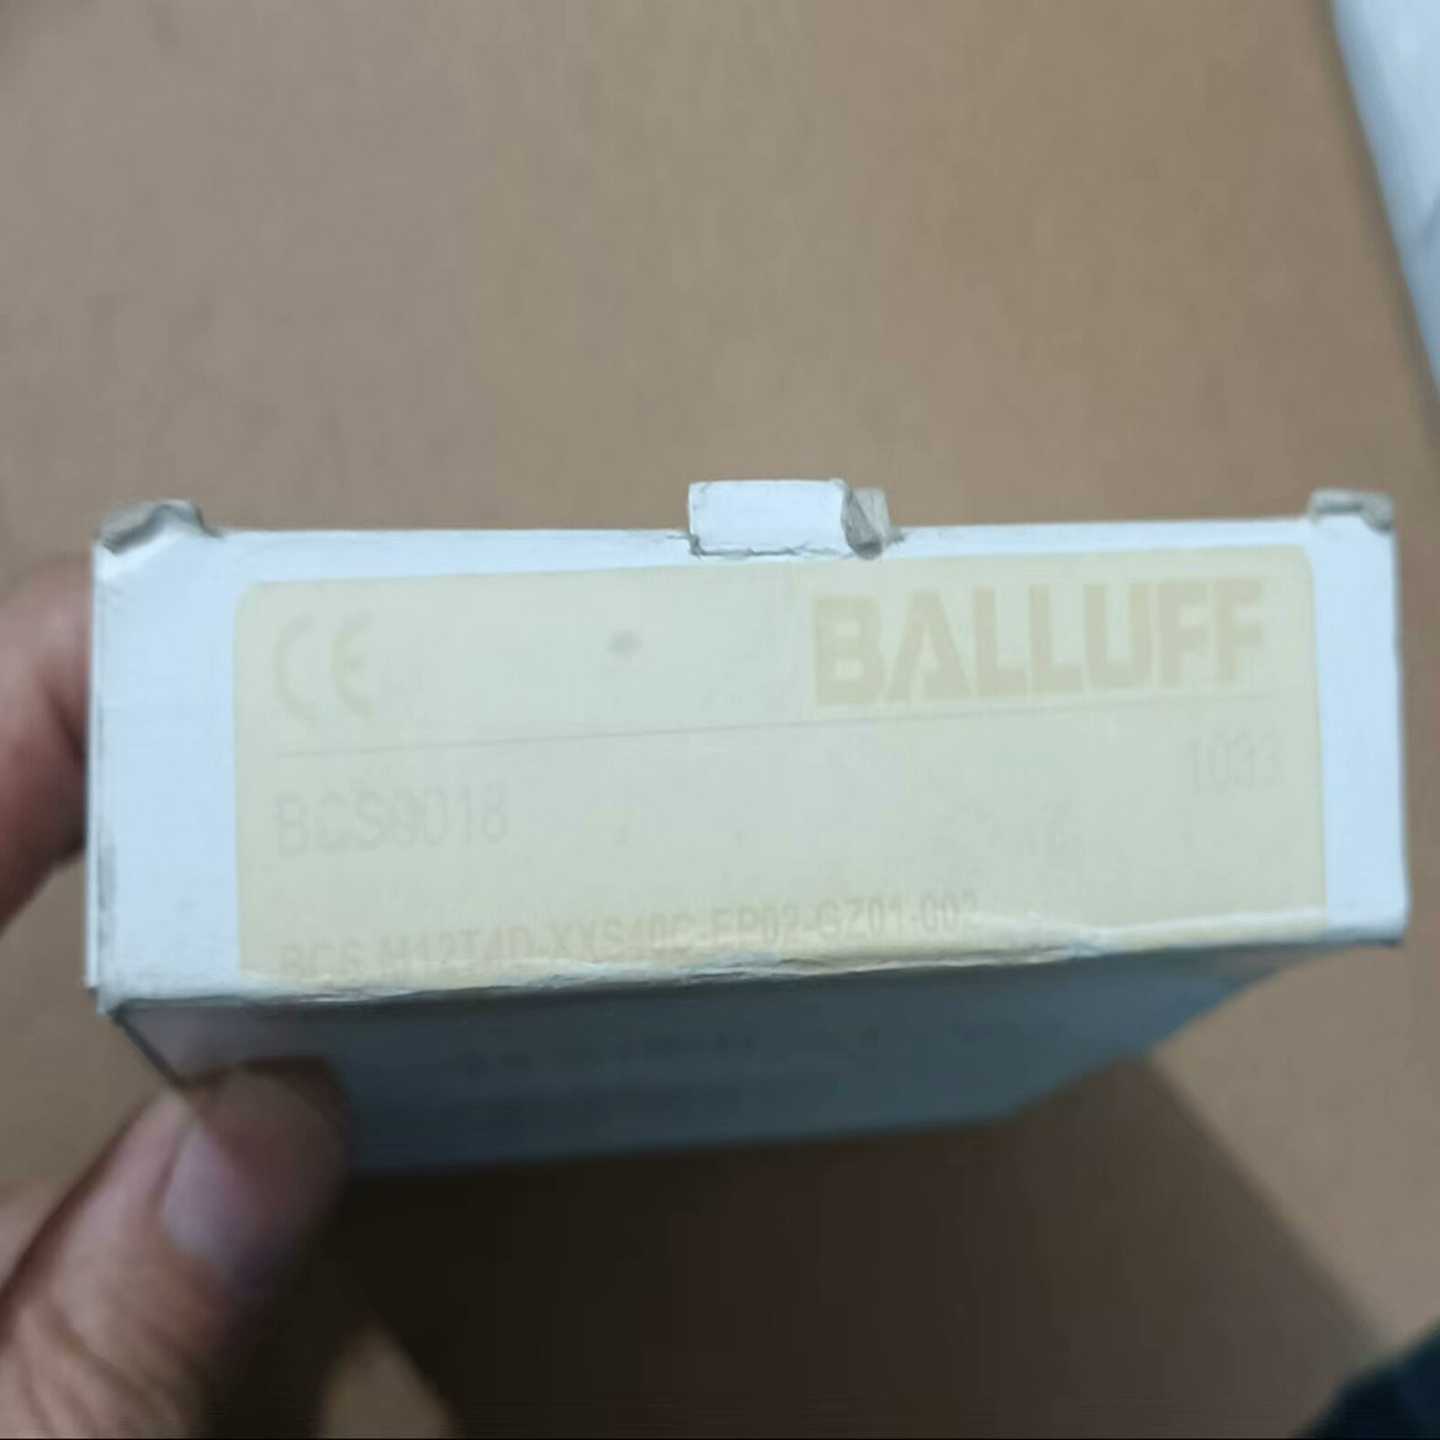 CE BALLUFF
BCS0018 1033
BCS M12T4D-XXS40C-EP02-GZ01-002